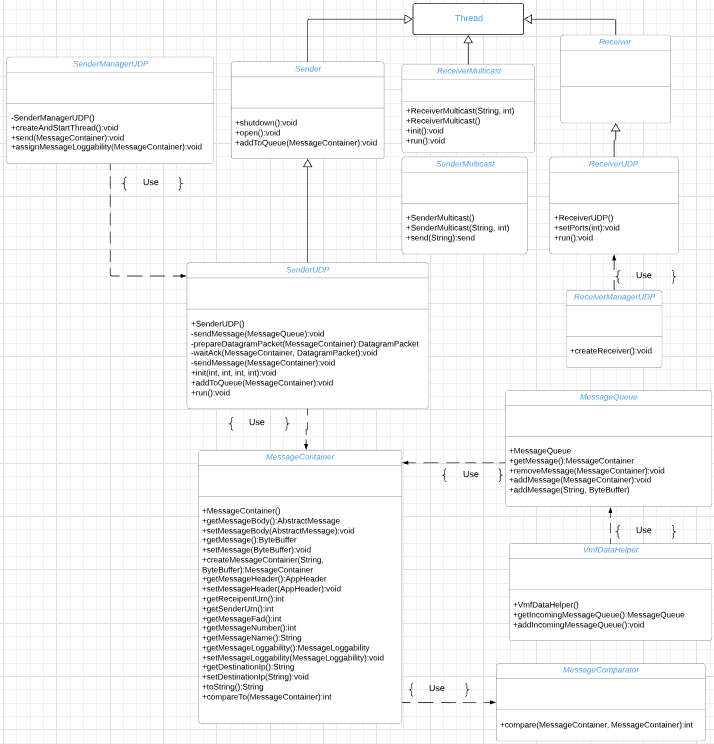 Thread
SenderManagerUDP
-SenderManagerUDP()
+createAndStartThread():void
+send(MessageContainer):void
+assignMessageLoggability(MessageContainer):void
Sender
+shutdown():void
+open():void
+addToQueue(MessageContainer):void
ReceiverMulticast
+ReceiverMulticast(String, int)
+ReceiverMulticast()
+init():void
+run():void
Receiver
SenderMulticast
+SenderMulticast()
+SenderMulticast(String, int)
+send(String):send
ReceiverUDP
+ReceiverUDP()
+setPorts(int):void
+run():void
{ Use }
SenderUDP
+SenderUDP()
-sendMessage(MessageQueue):void
-prepareDatagramPacket(MessageContainer):DatagramPacket
-waitAck(MessageContainer, DatagramPacket):void
-sendMessage(MessageContainer):void
+init(int, int, int, int):void
+addToQueue(MessageContainer):void
+run():void
{ Use }
ReceiverManagerUDP
+createReceiver():void
{ Use }
MessageQueue
+MessageQueue
+getMessage():MessageContainer
+removeMessage(MessageContainer):void
+addMessage(MessageContainer):void
+addMessage(String, ByteBuffer)
{ Use }
MessageContainer
+MessageContainer()
+getMessageBody():AbstractMessage
+setMessageBody(AbstractMessage):void
+getMessage():ByteBuffer
+setMessage(ByteBuffer):void
+createMessageContainer(String,
ByteBuffer):MessageContainer
+getMessageHeader():AppHeader
+setMessageHeader(AppHeader):void
+getReceipentUrn():int
+getSenderUrn():int
+getMessageFad():int
+getMessageNumber():int
+getMessageName():String
+getMessageLoggability():MessageLoggability
+setMessageLoggability(MessageLoggability):void
+getDestinationIp():String
+setDestinationIp(String):void
+toString():String
+compareTo(MessageContainer):int
{ Use }
VmfDataHelper
+VmfDataHelper()
+getIncomingMessageQueue():MessageQueue
+addIncomingMessageQueue():void
{ Use }
MessageComparator
+compare(MessageContainer, MessageContainer):int